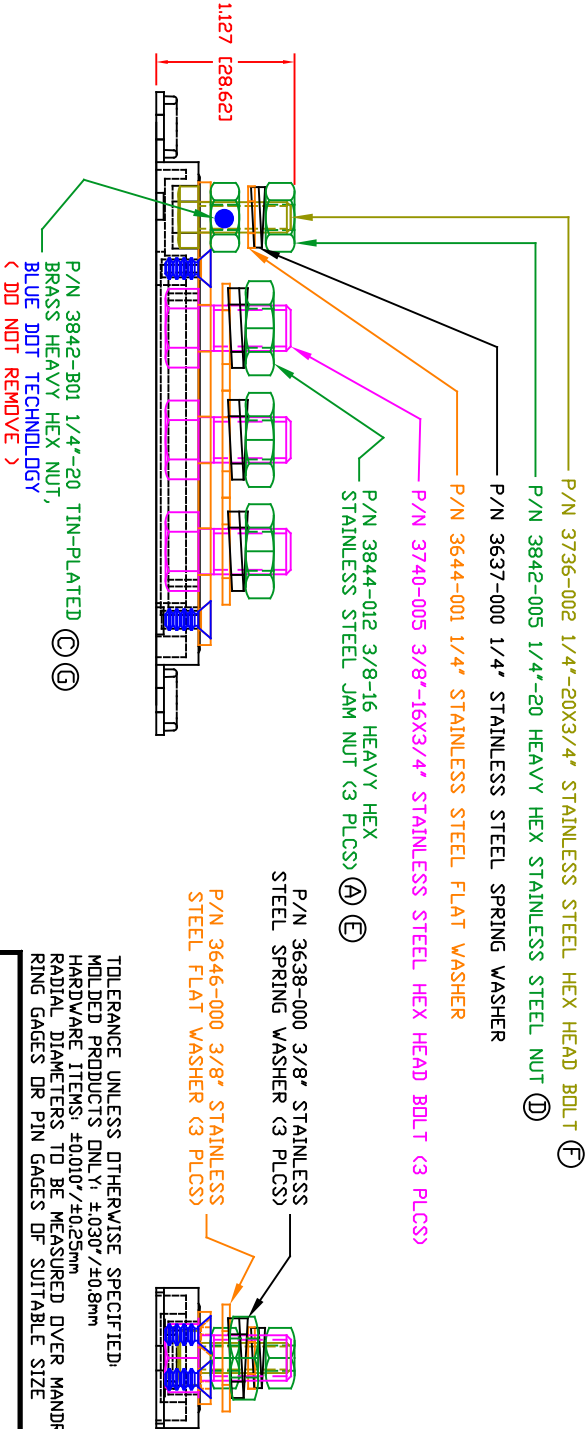 1.127 [28.62]
P/N 3736-002 1/4"-20X3/4" STAINLESS STEEL HEX HEAD BOLT F
P/N 3842-005 1/4"-20 HEAVY HEX STAINLESS STEEL NUT D
P/N 3637-000 1/4" STAINLESS STEEL SPRING WASHER
P/N 3644-001 1/4" STAINLESS STEEL FLAT WASHER
P/N 3740-005 3/8"-16X3/4" STAINLESS STEEL HEX HEAD BOLT (3 PLCS)
P/N 3844-012 3/8-16 HEAVY HEX
STAINLESS STEEL JAM NUT (3 PLCS) A E
P/N 3842-B01 1/4"-20 TIN-PLATED
BRASS HEAVY HEX NUT, C G
BLUE DOT TECHNOLOGY
( DO NOT REMOVE )
P/N 3638-000 3/8" STAINLESS
STEEL SPRING WASHER (3 PLCS)
P/N 3646-000 3/8" STAINLESS
STEEL FLAT WASHER (3 PLCS)
TOLERANCE UNLESS OTHERWISE SPECIFIED:
MOLDED PRODUCTS ONLY: ±.030"/±0.8mm
HARDWARE ITEMS: ±0.010"/±0.25mm
RADIAL DIAMETERS TO BE MEASURED OVER
RING GAGES OR PIN GAGES OF SUITABLE SIZE